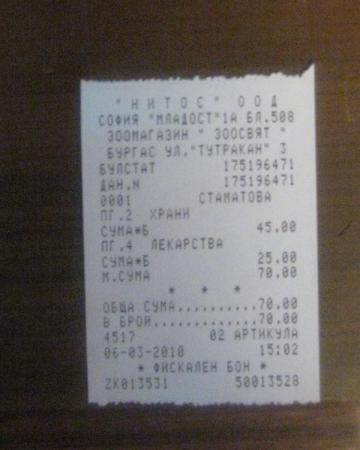 " НИТОС " ООД
СОФИЯ "МЛАДОСТ"1А БЛ.508
ЗООМАГАЗИН " ЗООСВЯТ "
БУРГАС УЛ."ТУТРАКАН" 3
БУЛСТАТ 175196471
ДАН.N 175196471
0001 СТАМАТОВА
ПГ.2 ХРАНИ
СУМА*Б 45.00
ПГ.4 ЛЕКАРСТВА
СУМА*Б 25.00
М.СУМА 70.00
* * *
ОБЩА СУМА..........70.00
В БРОЙ.............70.00
4517 02 АРТИКУЛА
06-03-2010 15:02
* ФИСКАЛЕН БОН *
ZK013531 50013528